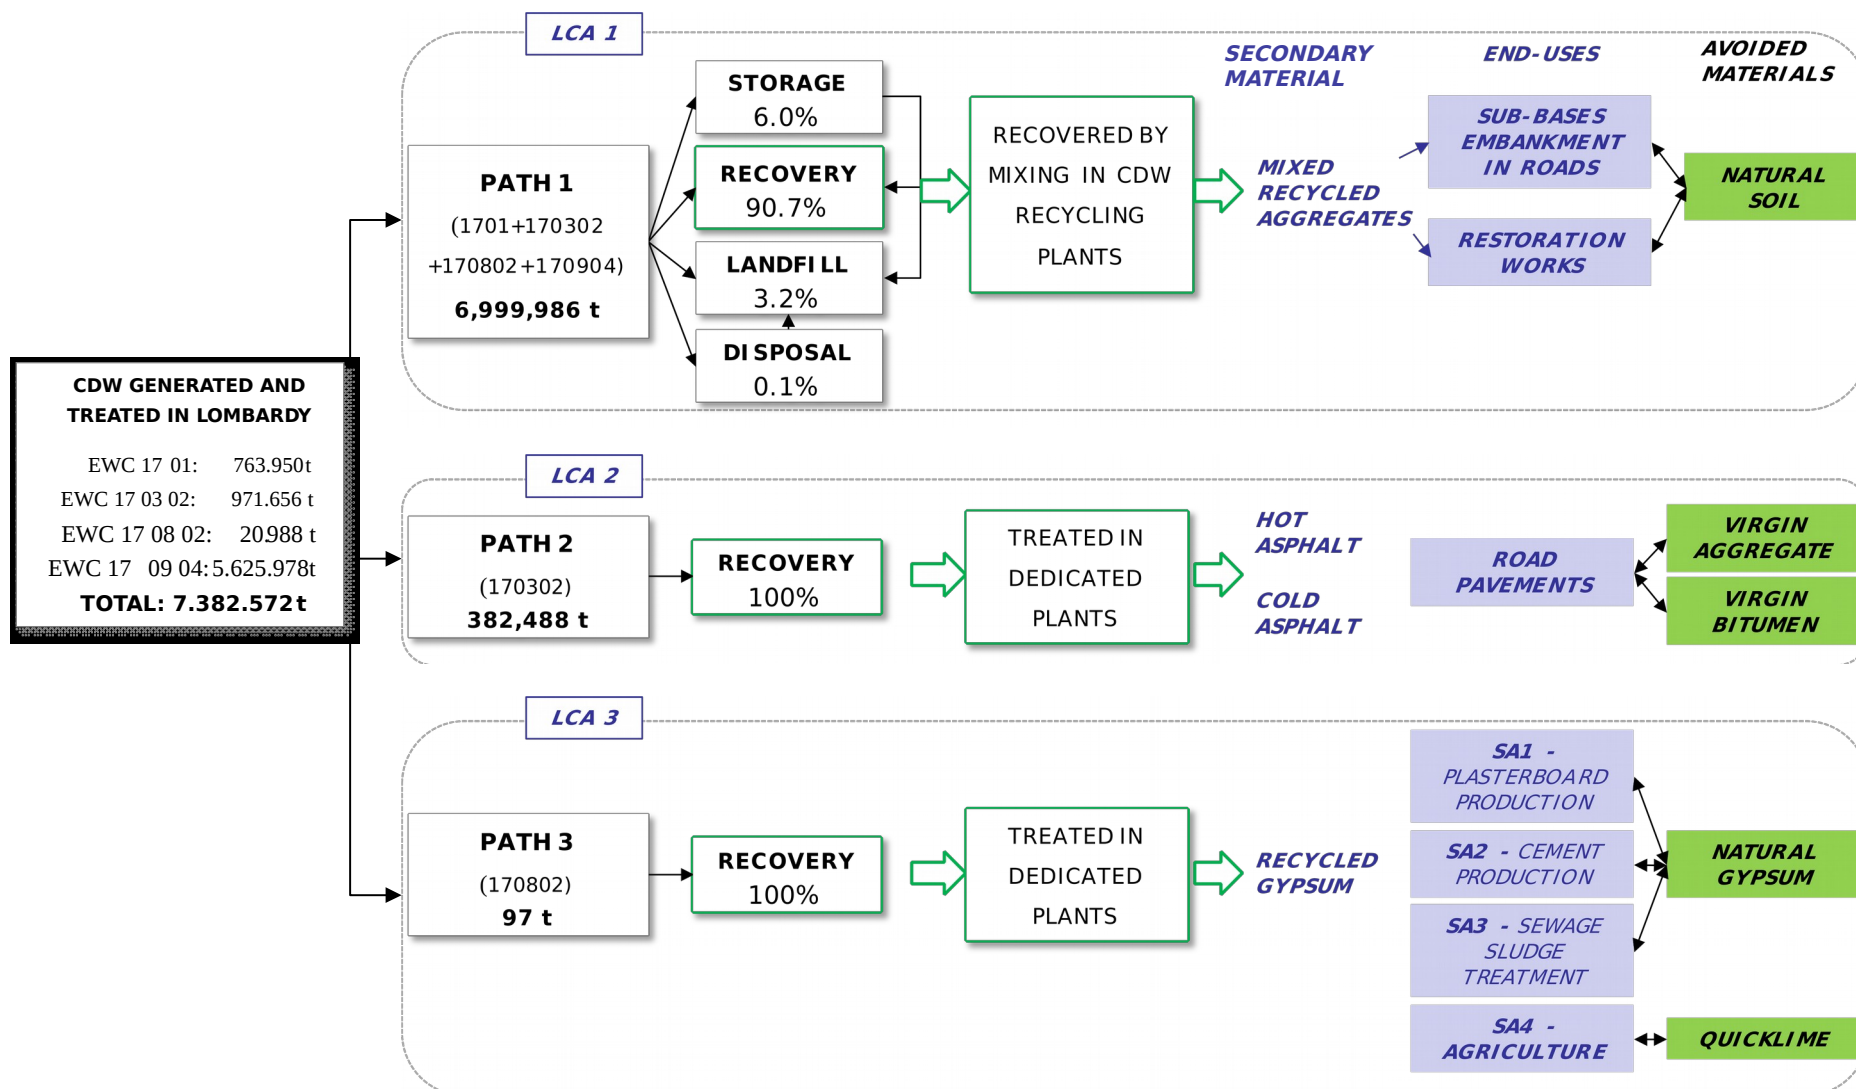 CDW GENERATED AND
TREATED IN LOMBARDY
EWC 17 01: 763.950t
EWC 17 03 02: 971.656 t
EWC 17 08 02: 20.988 t
EWC 17 09 04: 5.625.978t
TOTAL: 7.382.572 t
LCA 1
PATH 1
(1701+170302
+170802+170904)
6,999,986 t
STORAGE
6.0%
RECOVERY
90.7%
LANDFILL
3.2%
DISPOSAL
0.1%
RECOVERED BY
MIXING IN CDW
RECYCLING
PLANTS
SECONDARY
MATERIAL
MIXED
RECYCLED
AGGREGATES
END-USES
SUB-BASES
EMBANKMENT
IN ROADS
RESTORATION
WORKS
AVOIDED
MATERIALS
NATURAL
SOIL
LCA 2
PATH 2
(170302)
382,488 t
RECOVERY
100%
TREATED IN
DEDICATED
PLANTS
HOT
ASPHALT
COLD
ASPHALT
ROAD
PAVEMENTS
VIRGIN
AGGREGATE
VIRGIN
BITUMEN
LCA 3
PATH 3
(170802)
97 t
RECOVERY
100%
TREATED IN
DEDICATED
PLANTS
RECYCLED
GYPSUM
SA1 -
PLASTERBOARD
PRODUCTION
SA2 - CEMENT
PRODUCTION
SA3 - SEWAGE
SLUDGE
TREATMENT
SA4 -
AGRICULTURE
NATURAL
GYPSUM
QUICKLIME